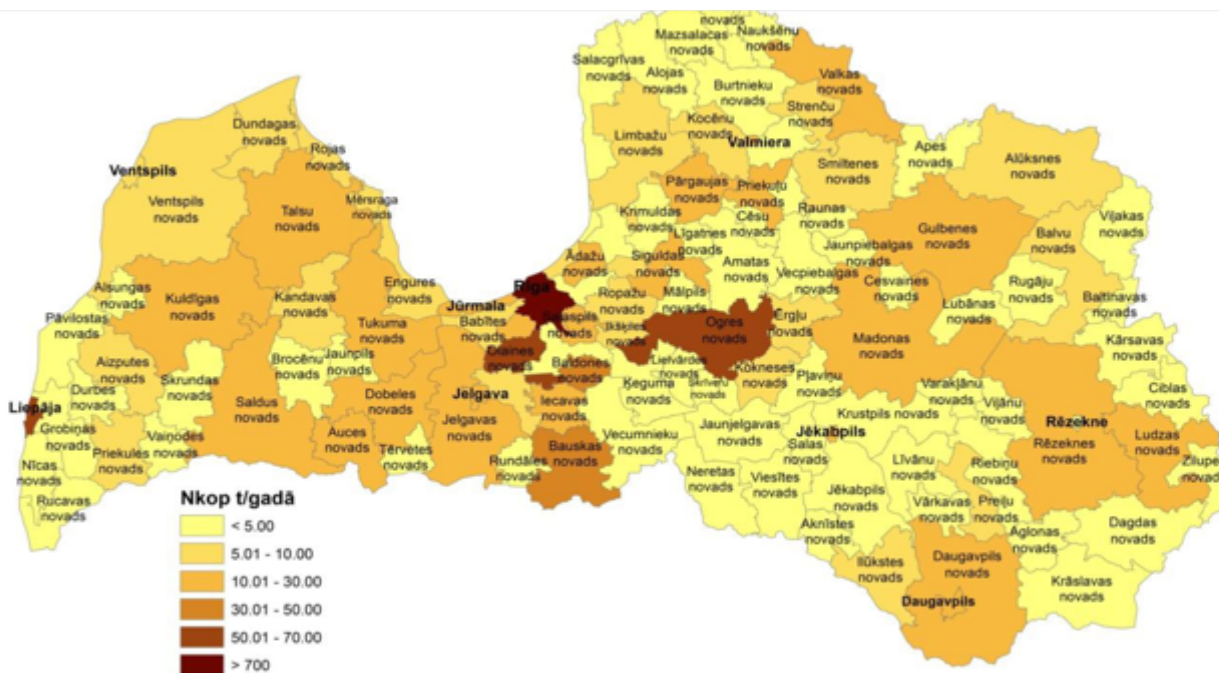 novads
Mazsalacas
novads
Naukšēnu
novads
Salacgrīvas
novads
Alojas
novads
Burtnieku
novads
Valkas
novads
Strenču
novads
Dundagas
novads
Rojas
novads
Ventspils
Ventspils
novads
Talsu
novads
Mērsraga
novads
Limbažu
novads
Kocēnu
novads
Valmiera
Smiltenes
novads
Apes
novads
Alūksnes
novads
Pārgaujas
novads
Priekuļu
novads
Raunas
novads
Krimuldas
novads
Cēsu
novads
Līgatnes
novads
Jaunpiebalgas
novads
Gulbenes
novads
Balvu
novads
Viļakas
novads
Alsungas
novads
Kuldīgas
novads
Kandavas
novads
Engures
novads
Jūrmala
Rīga
Ādažu
novads
Siguldas
novads
Amatas
novads
Vecpiebalgas
novads
Cesvaines
novads
Rugāju
novads
Baltinavas
novads
Pāvilostas
novads
Tukuma
novads
Babītes
novads
Ropažu
novads
Mālpils
novads
Ikšķiles
novads
Ogres
novads
Ērgļu
novads
Lubānas
novads
Madonas
novads
Kārsavas
novads
Aizputes
novads
Skrundas
novads
Brocēnu
novads
Jaunpils
novads
Olaines
novads
Baldones
novads
Lielvārdes
novads
Kokneses
novads
Ciblas
novads
Durbes
novads
Liepāja
Saldus
novads
Dobeles
novads
Jelgava
Iecavas
novads
Ķeguma
novads
Skrīveru
novads
Pļaviņu
novads
Varakļānu
novads
Viļānu
novads
Rēzekne
Grobiņas
novads
Vaiņodes
novads
Auces
novads
Jelgavas
novads
Jaunjelgavas
novads
Krustpils novads
Jēkabpils
Rēzeknes
novads
Ludzas
novads
Zilupes
novads
Nīcas
novads
Priekules
novads
Tērvetes
novads
Rundāles
novads
Bauskas
novads
Vecumnieku
novads
Salas
novads
Līvānu
novads
Riebiņu
novads
Rucavas
novads
Neretas
novads
Viesītes
novads
Jēkabpils
novads
Vārkavas
novads
Preiļu
novads
Aglonas
novads
Dagdas
novads
Aknīstes
novads
Ilūkstes
novads
Daugavpils
novads
Krāslavas
novads
Daugavpils
Nkop t/gadā
< 5.00
5.01 - 10.00
10.01 - 30.00
30.01 - 50.00
50.01 - 70.00
> 700